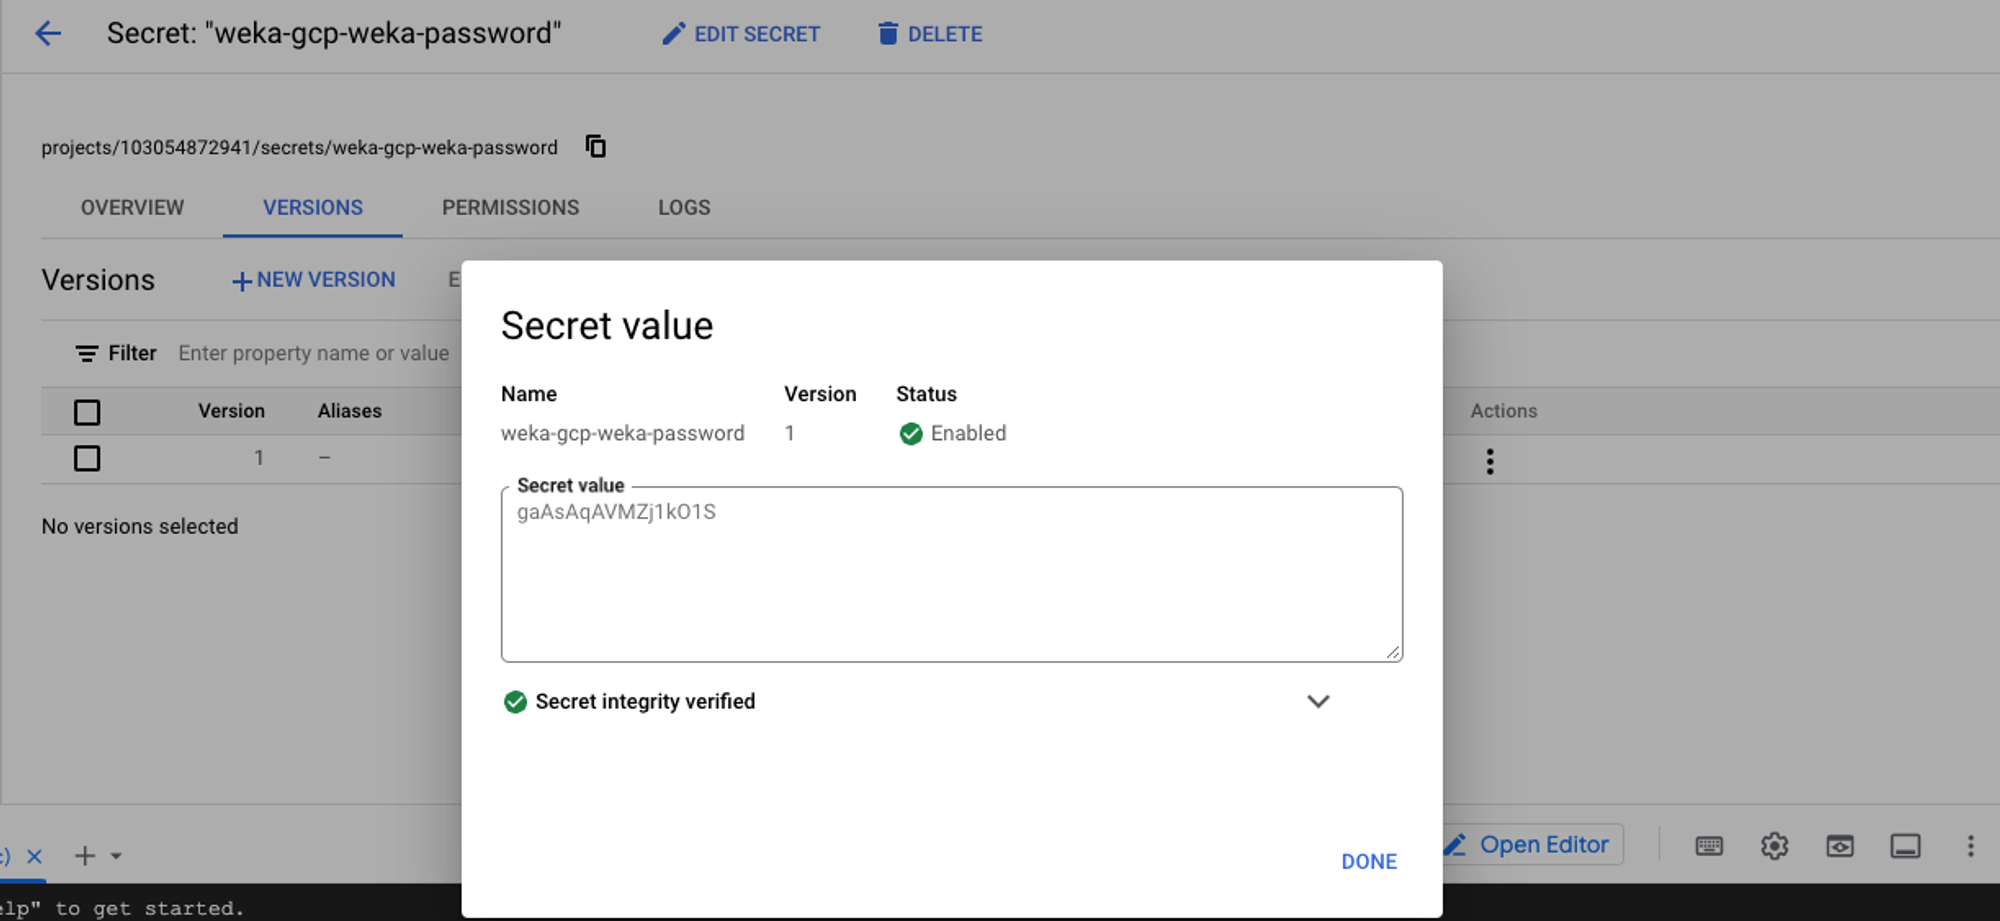 Secret: "weka-gcp-weka-password"
EDIT SECRET
DELETE
projects/103054872941/secrets/weka-gcp-weka-password
OVERVIEW
VERSIONS
PERMISSIONS
LOGS
Versions
NEW VERSION
E
Filter
Enter property name or value
Version
Aliases
Actions
1
–
No versions selected
Secret value
Name
Version
Status
weka-gcp-weka-password
1
Enabled
Secret value
gaAsAqAVMZj1kO1S
Secret integrity verified
DONE
Open Editor
elp" to get started.